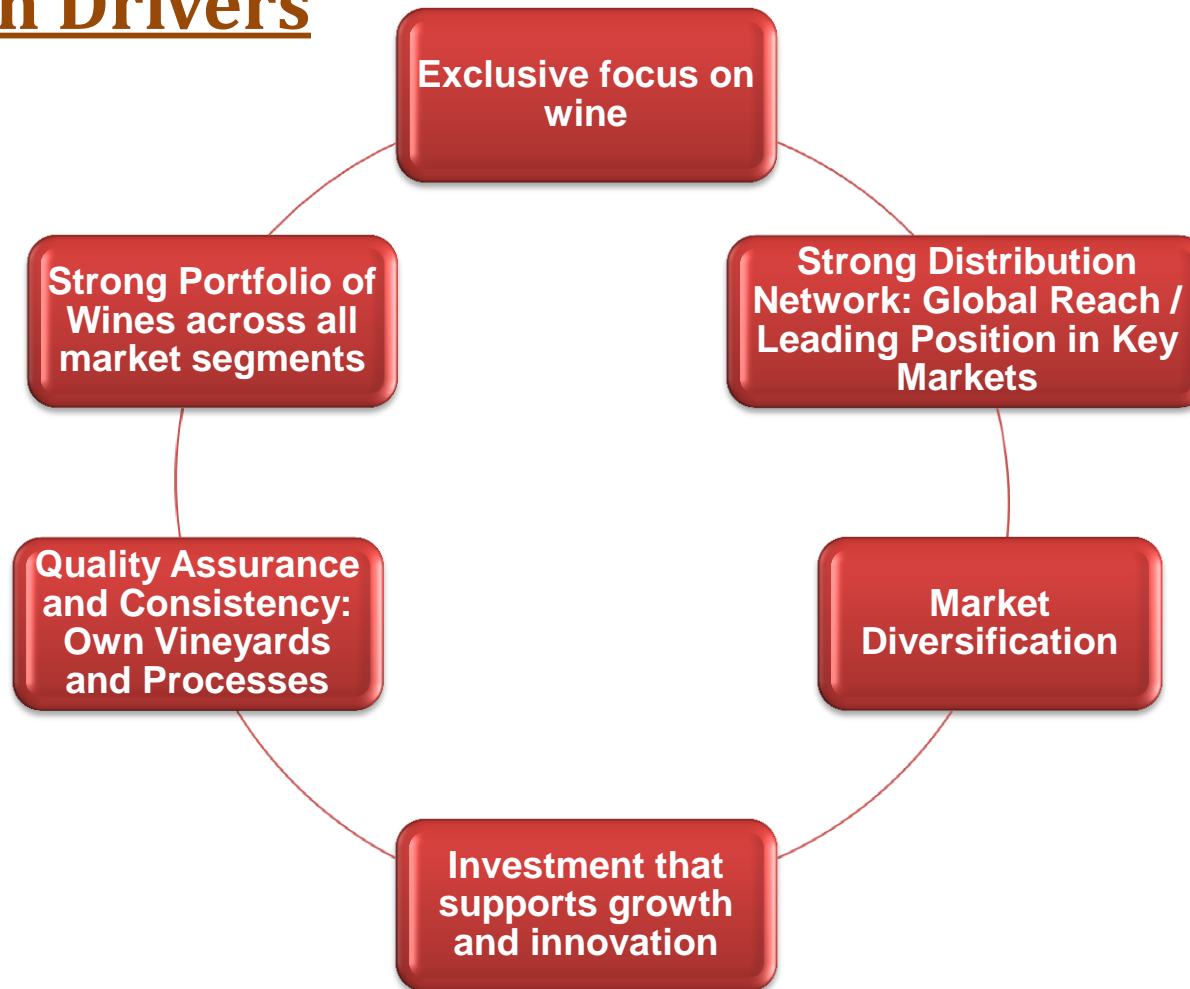 n Drivers
Exclusive focus on
wine
Strong Distribution
Network: Global Reach /
Leading Position in Key
Markets
Market
Diversification
Investment that
supports growth
and innovation
Quality Assurance
and Consistency:
Own Vineyards
and Processes
Strong Portfolio of
Wines across all
market segments